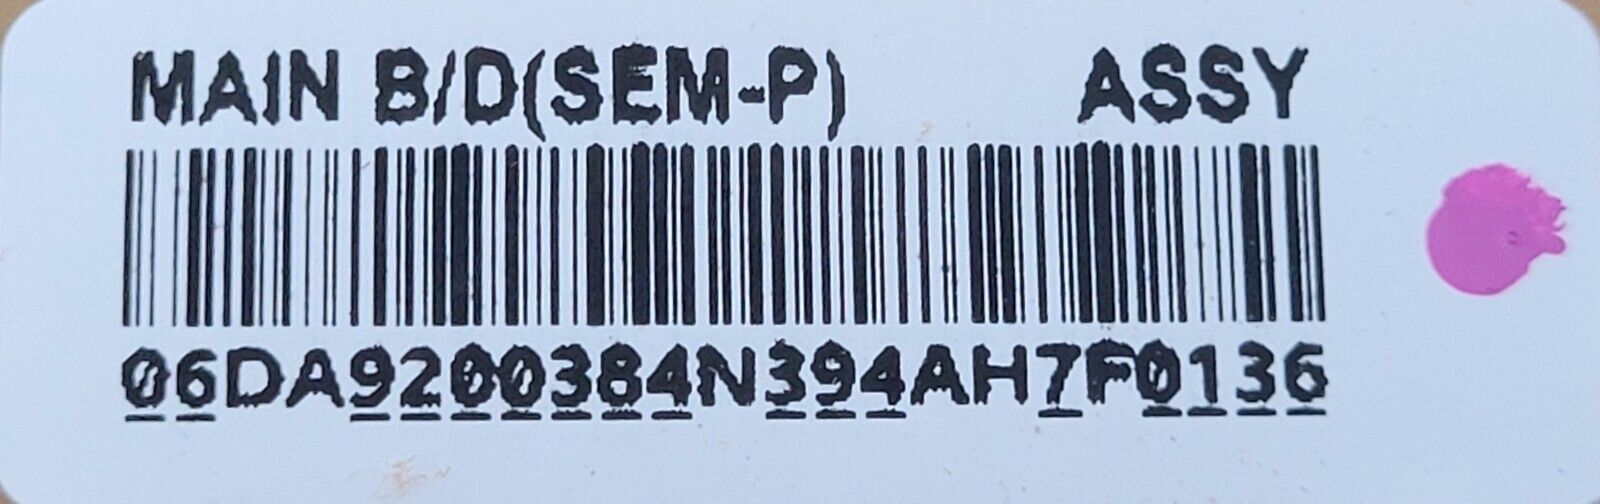 MAIN B/D(SEM-P) ASSY
06DA9200384N394AH7F0136